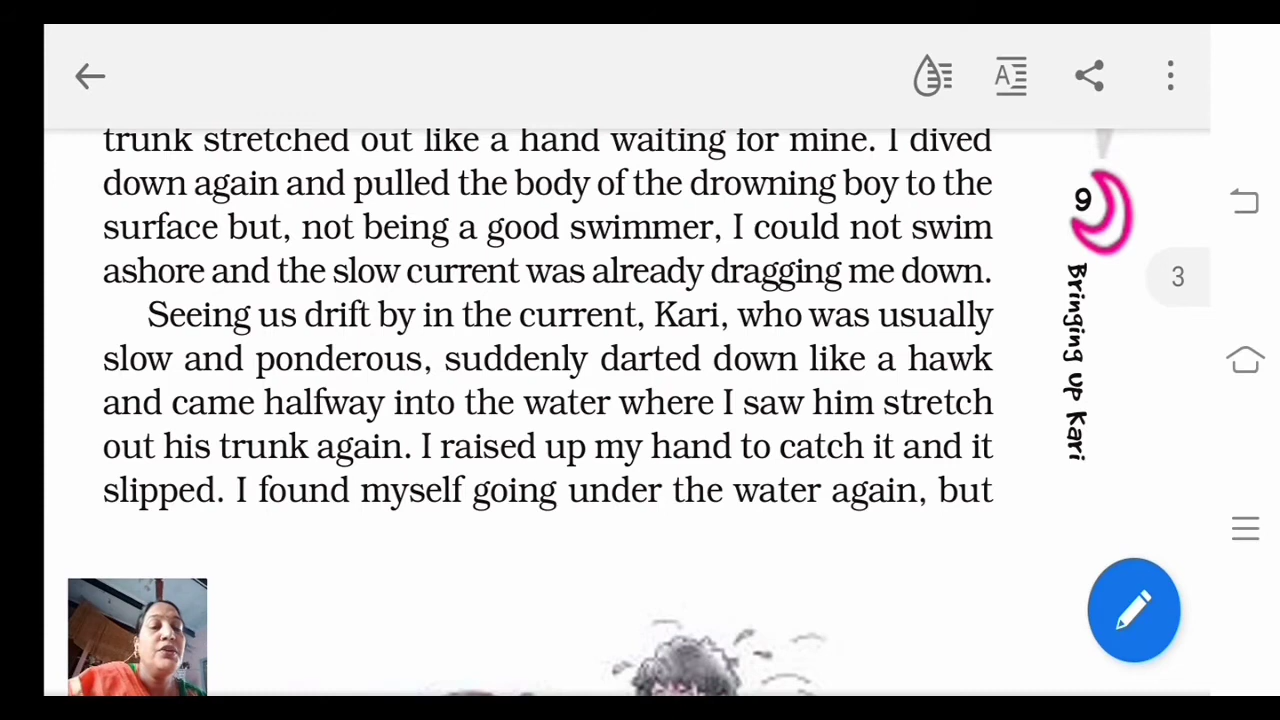 trunk stretched out like a hand waiting for mine. I dived
down again and pulled the body of the drowning boy to the
surface but, not being a good swimmer, I could not swim
ashore and the slow current was already dragging me down.
Seeing us drift by in the current, Kari, who was usually
slow and ponderous, suddenly darted down like a hawk
and came halfway into the water where I saw him stretch
out his trunk again. I raised up my hand to catch it and it
slipped. I found myself going under the water again, but
9
Bringing up Kari
3
A